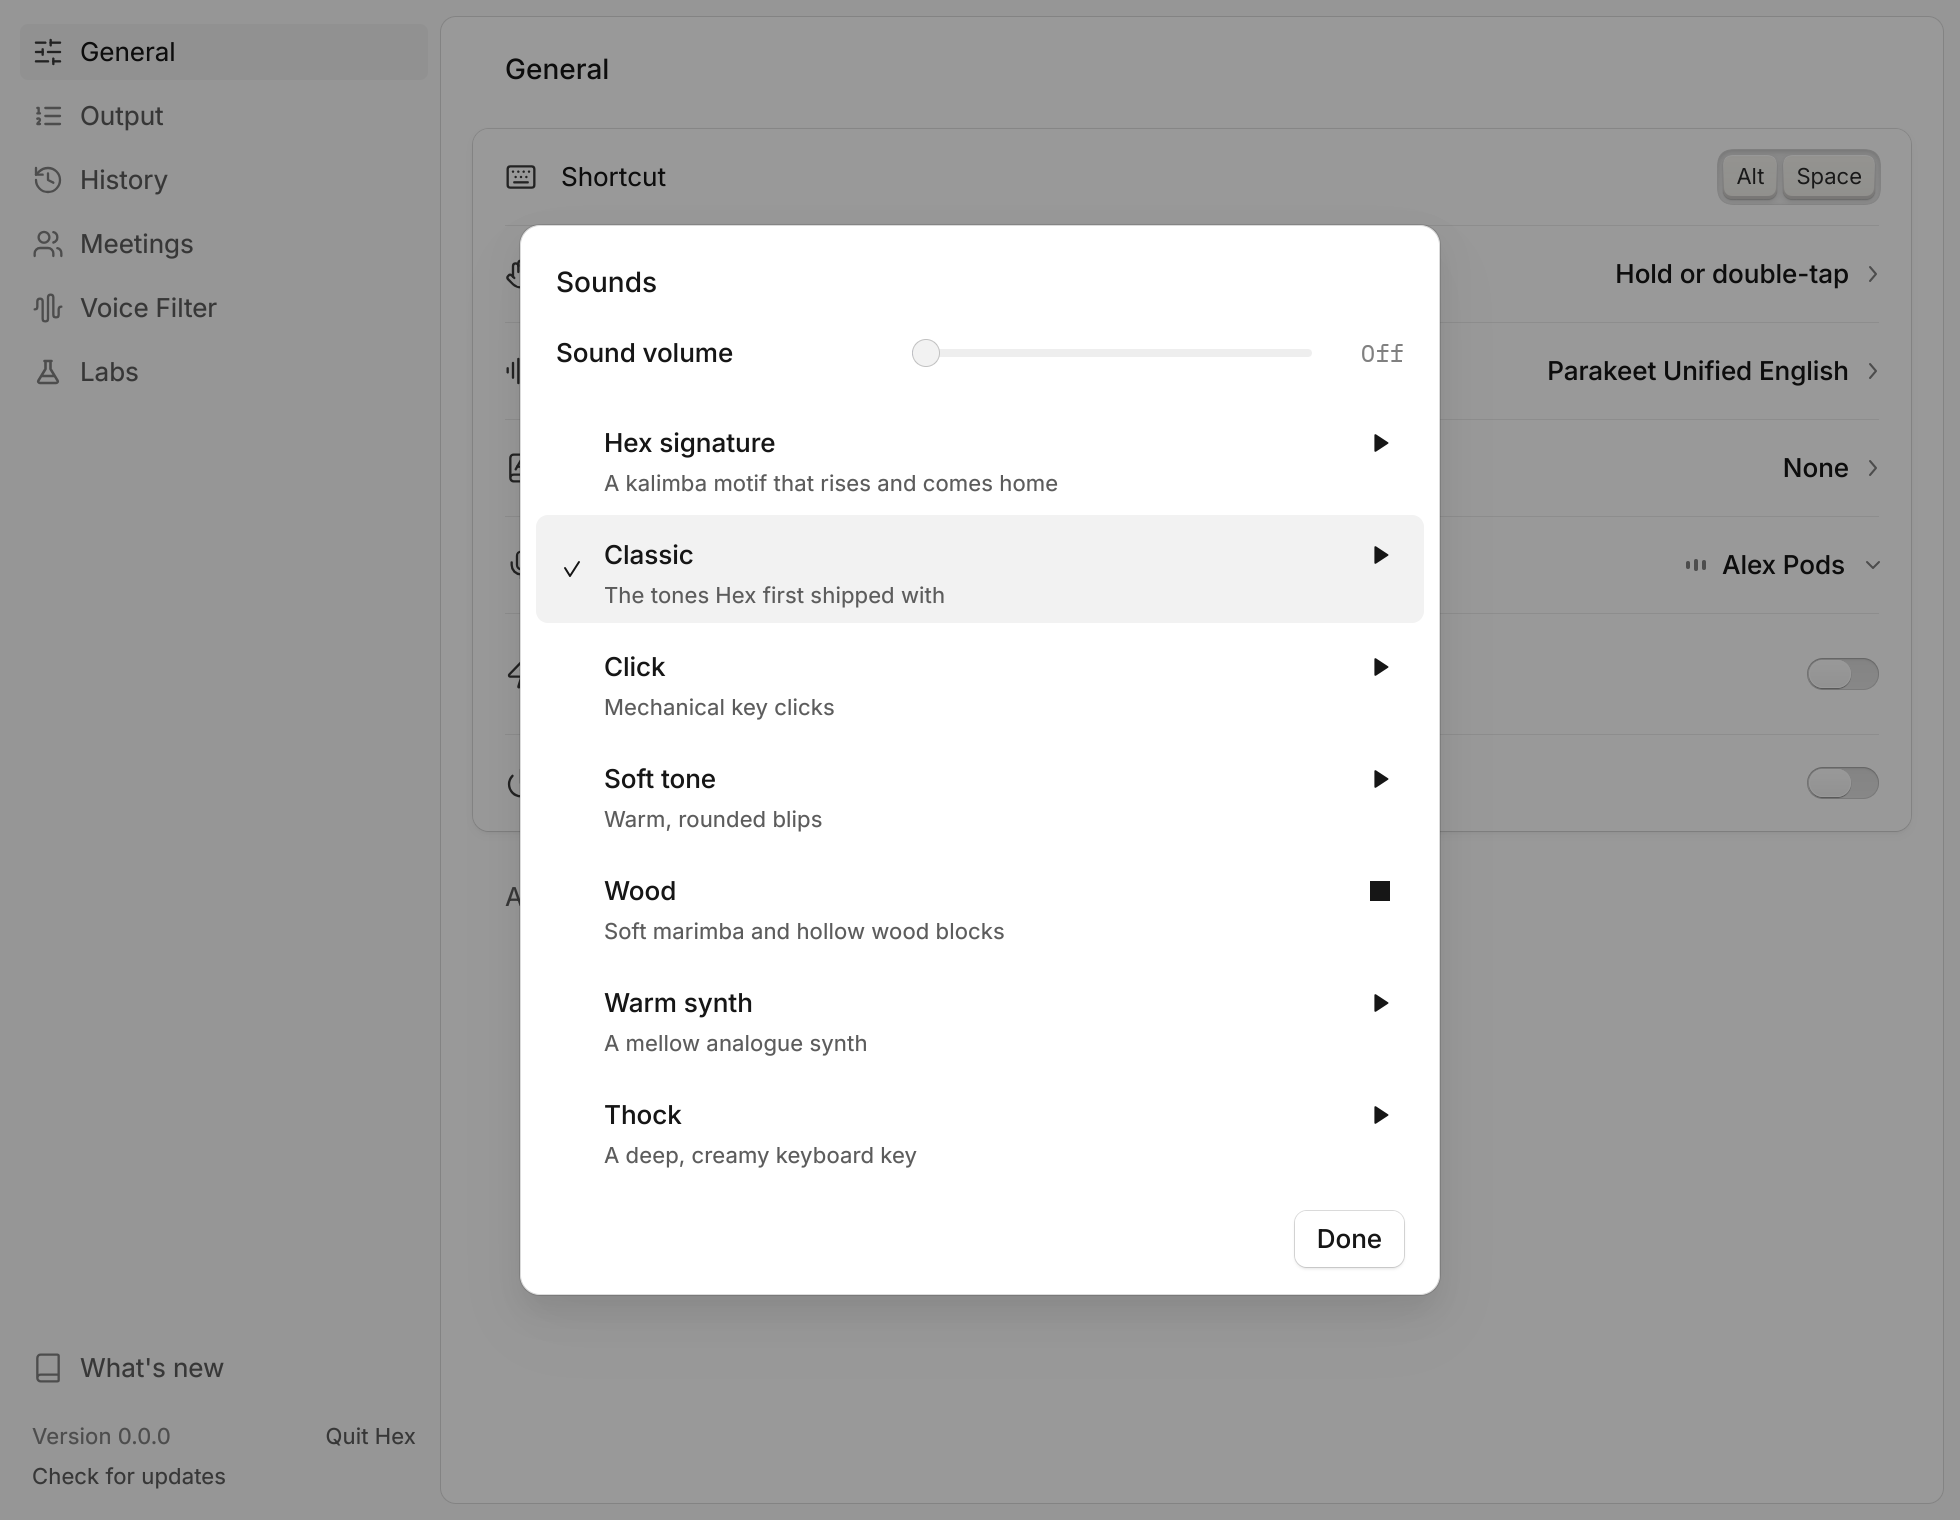 General
Output
History
Meetings
Voice Filter
Labs
What's new
Version 0.0.0
Quit Hex
Check for updates
General
Shortcut
Alt
Space
Hold or double-tap
Parakeet Unified English
None
Alex Pods
Sounds
Sound volume
Off
Hex signature
A kalimba motif that rises and comes home
Classic
The tones Hex first shipped with
Click
Mechanical key clicks
Soft tone
Warm, rounded blips
Wood
Soft marimba and hollow wood blocks
Warm synth
A mellow analogue synth
Thock
A deep, creamy keyboard key
Done